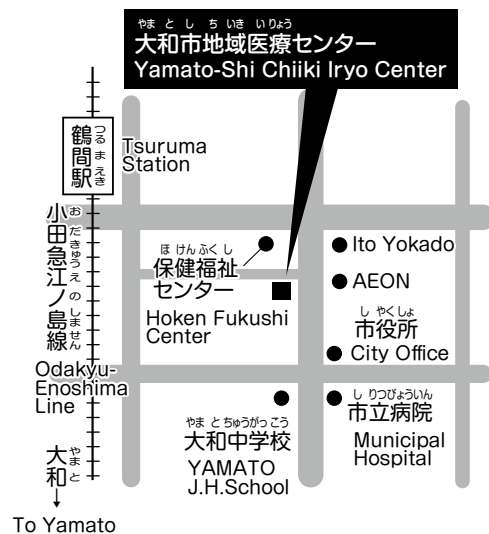 やまとしちいきいりょう
大和市地域医療センター
Yamato-Shi Chiiki Iryo Center
つるまえき
鶴間駅
Tsuruma
Station
おだきゅうえのしません
小田急江ノ島線
ほけんふくし
保健福祉
センター
Hoken Fukushi
Center
Ito Yokado
AEON
しやくしょ
市役所
City Office
Odakyu-
Enoshima
Line
やまとちゅうがっこう
大和中学校
YAMATO
J.H.School
しりつびょういん
市立病院
Municipal
Hospital
やまと
大和
To Yamato